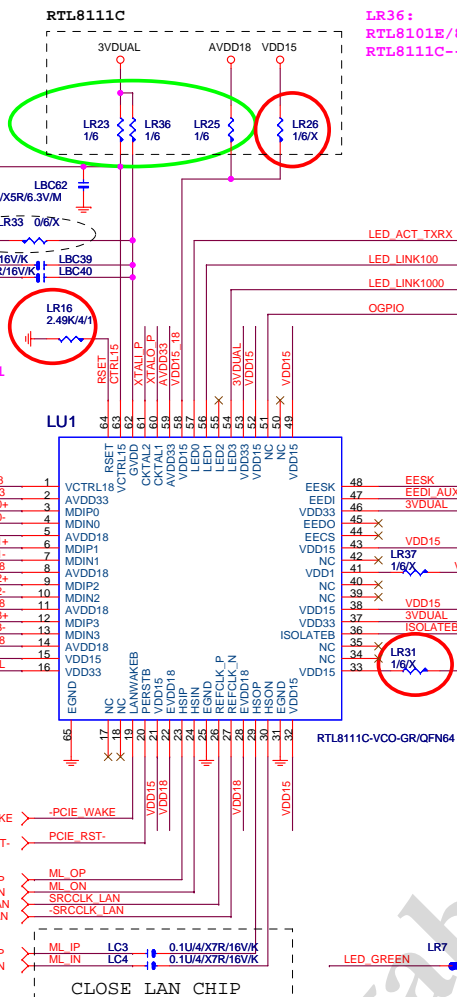 RTL8111C
LR36:
RTL8101E/8
RTL8111C--
3VDUAL
AVDD18
VDD15
LR23
1/6
LR36
1/6
LR25
1/6
LR26
1/6/X
LBC62
/X5R/6.3V/M
LR33 0/6/X
16V/K
LBC39
R/16V/K
LBC40
LR16
2.49K/4/1
LED_ACT_TXRX
LED_LINK100
LED_LINK1000
OGPIO
RSET
CTRL15
XTALI_P
XTALO_P
AVDD33
VDD15_18
3VDUAL
VDD15
VDD15
LU1
64 63 62 61 60 59 58 57 56 55 54 53 52 51 50 49
RSET
VCTRL15
GVDD
CKTAL2
CKTAL1
AVDD33
VDD15
LED0
LED1
LED2
LED3
VDD33
VDD15
NC
NC
VDD15
1 VCTRL18
2 AVDD33
3 MDIP0
4 MDIN0
5 AVDD18
6 MDIP1
7 MDIN1
8 AVDD18
9 MDIP2
10 MDIN2
11 AVDD18
12 MDIP3
13 MDIN3
14 AVDD18
15 VDD15
16 VDD33
EESK 48 EESK
EEDI 47 EEDI_AUX
VDD33 46 3VDUAL
EEDO 45
EECS 44
VDD15 43 VDD15
NC 42
LR37
1/6/X
VDD1 41
NC 40
NC 39
VDD15 38 VDD15
VDD33 37 3VDUAL
ISOLATEB 36 ISOLATEB
NC 35
NC 34
LR31
1/6/X
VDD15 33
EGND
NC
NC
LANWAKEB
PERSTB
VDD15
EVDD18
HSIP
HSIN
EGND
REFCLK_P
REFCLK_N
EVDD18
HSOP
HSON
EGND
VDD15
65 17 18 19 20 21 22 23 24 25 26 27 28 29 30 31 32
RTL8111C-VCO-GR/QFN64
VDD15
VDD18
VDD18
VDD15
-PCIE_WAKE
PCIE_RST-
ML_OP
ML_ON
SRCCLK_LAN
-SRCCLK_LAN
ML_IP LC3 0.1U/4/X7R/16V/K
ML_IN LC4 0.1U/4/X7R/16V/K
CLOSE LAN CHIP
LED_GREEN
LR7